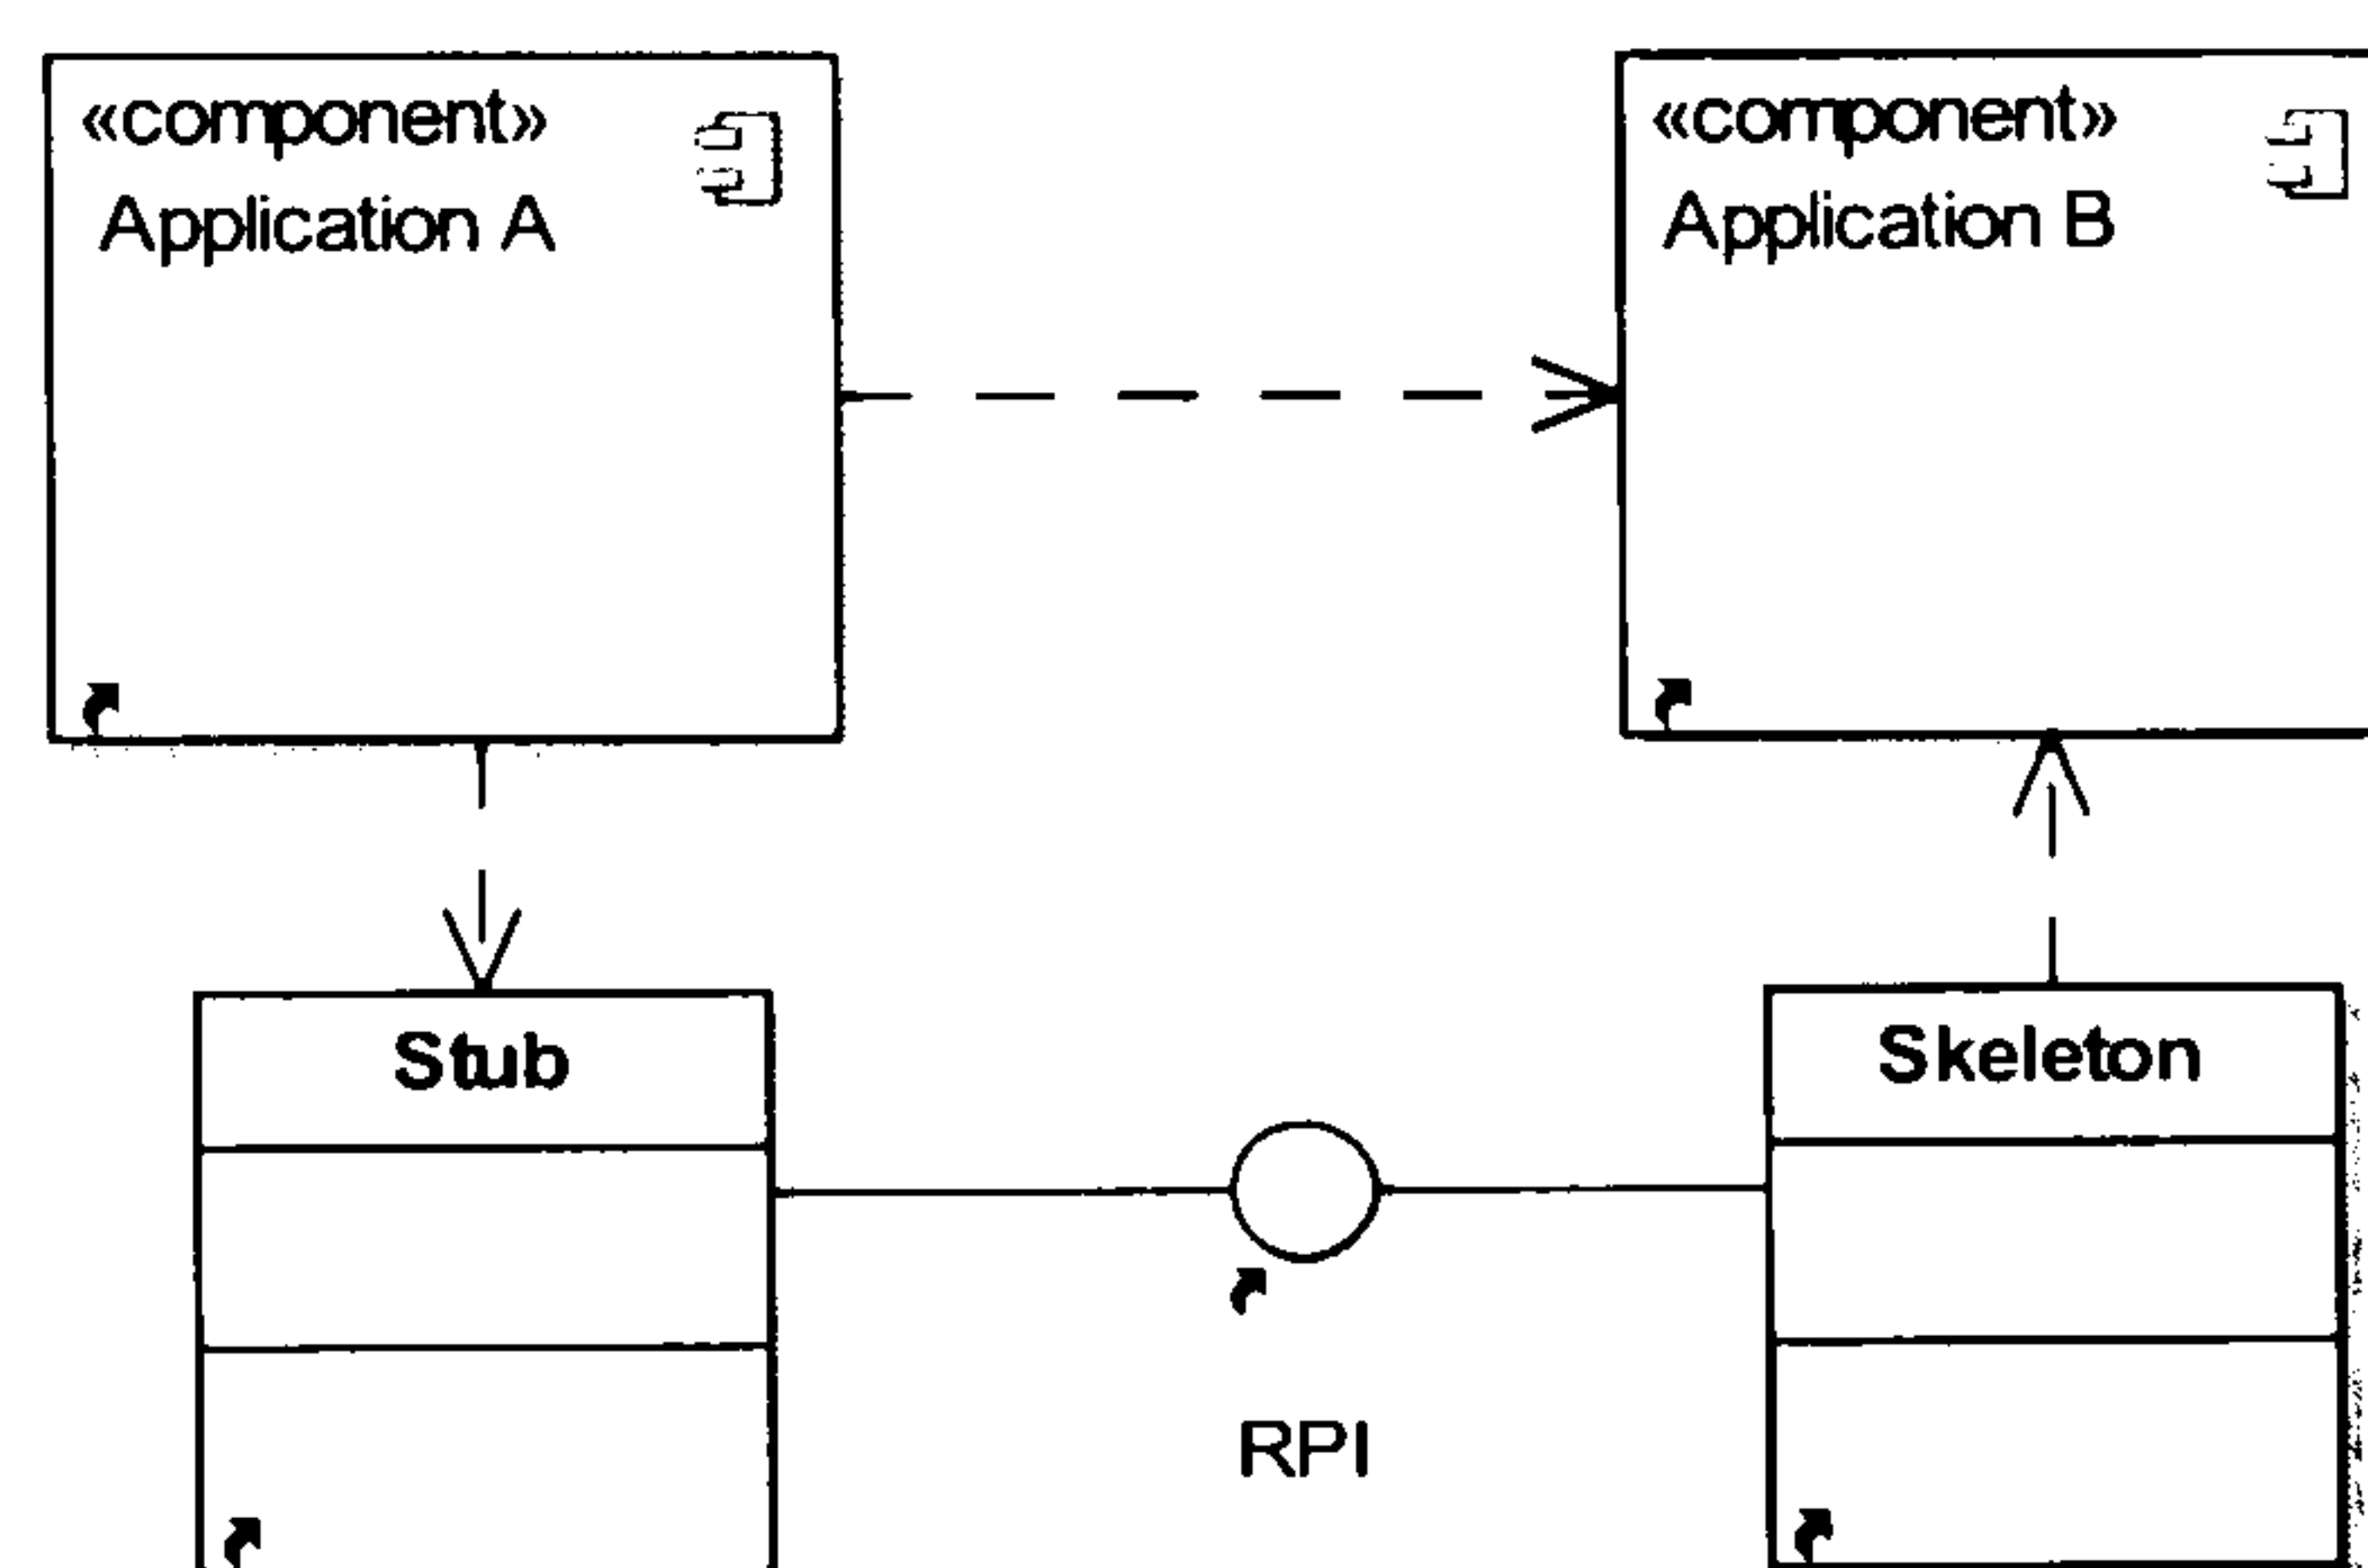 «component»
Application A
«component»
Application B
Stub
Skeleton
RPI